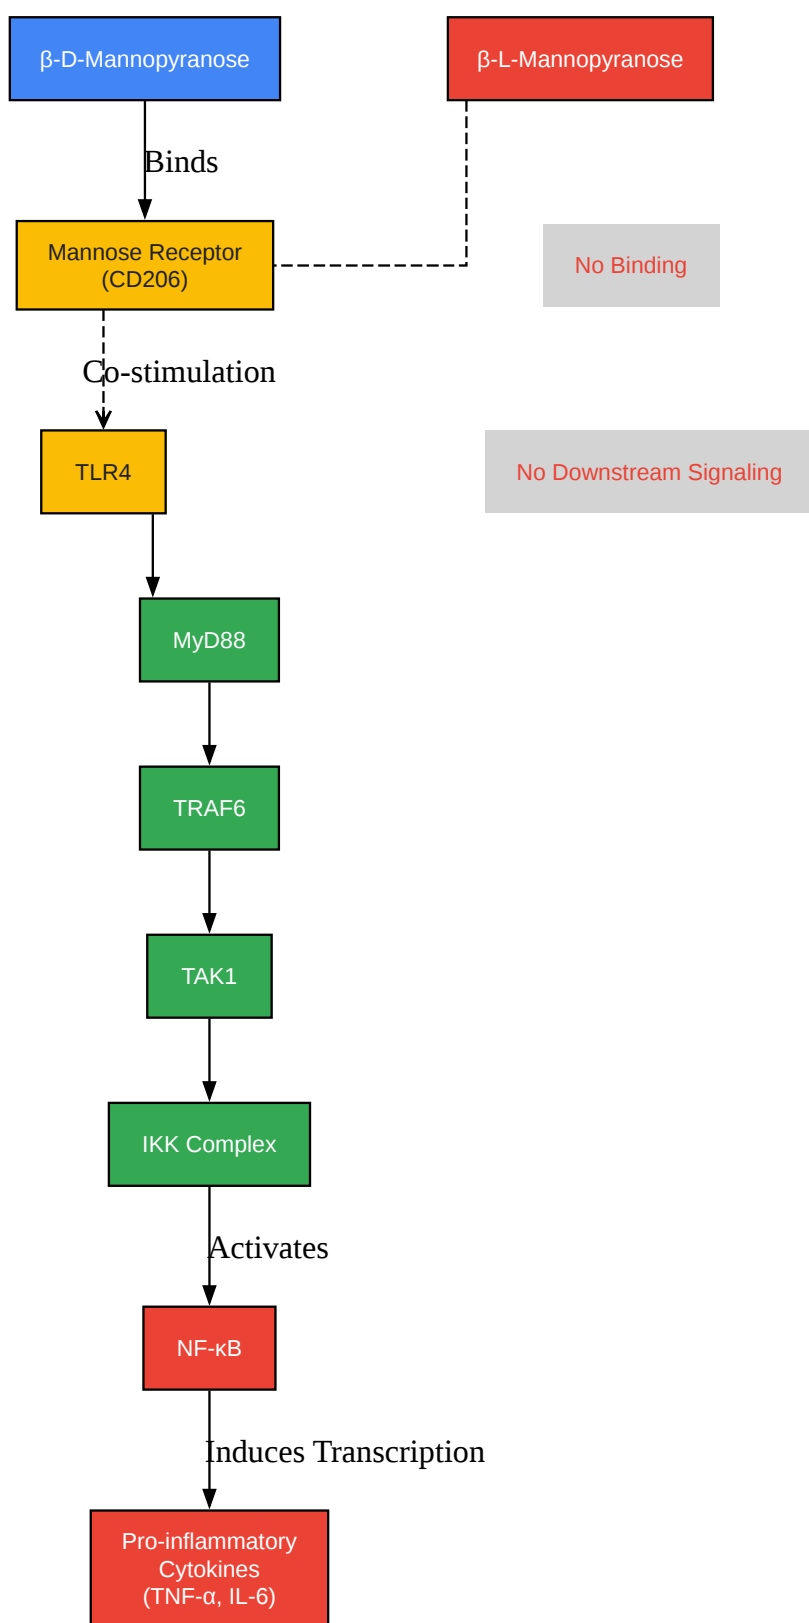 β-D-Mannopyranose
β-L-Mannopyranose
Binds
Mannose Receptor
(CD206)
No Binding
Co-stimulation
TLR4
No Downstream Signaling
MyD88
TRAF6
TAK1
IKK Complex
Activates
NF-κB
Induces Transcription
Pro-inflammatory
Cytokines
(TNF-α, IL-6)